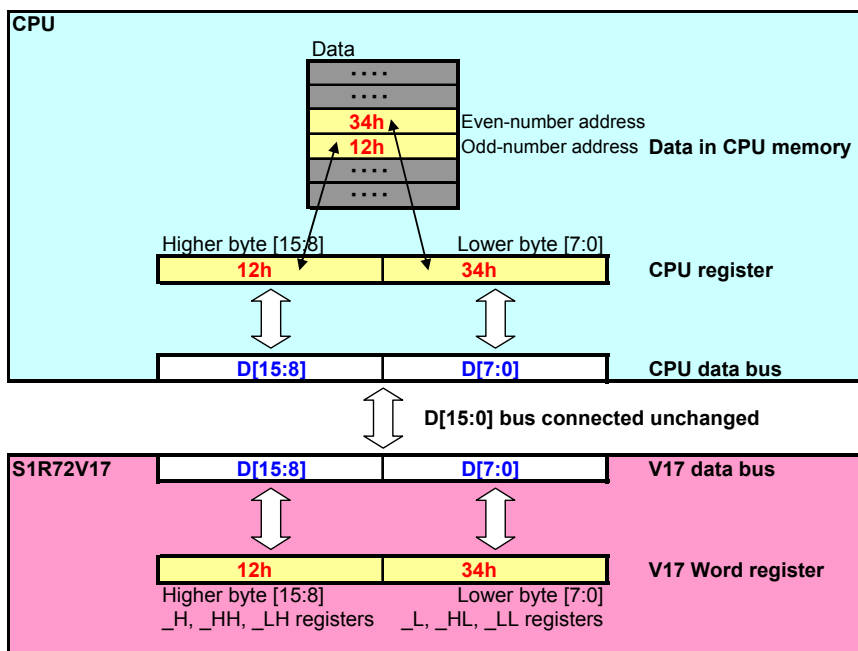 CPU
Data
....
....
34h Even-number address
12h Odd-number address Data in CPU memory
....
....
Higher byte [15:8] Lower byte [7:0]
12h 34h CPU register
D[15:8] D[7:0] CPU data bus
D[15:0] bus connected unchanged
S1R72V17 D[15:8] D[7:0] V17 data bus
12h 34h V17 Word register
Higher byte [15:8] Lower byte [7:0]
_H, _HH, _LH registers _L, _HL, _LL registers